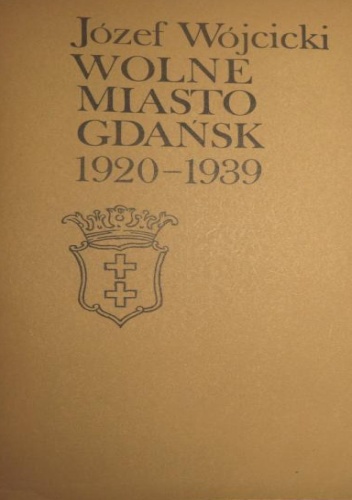 Józef Wójcicki
WOLNE
MIASTO
GDAŃSK
1920–1939